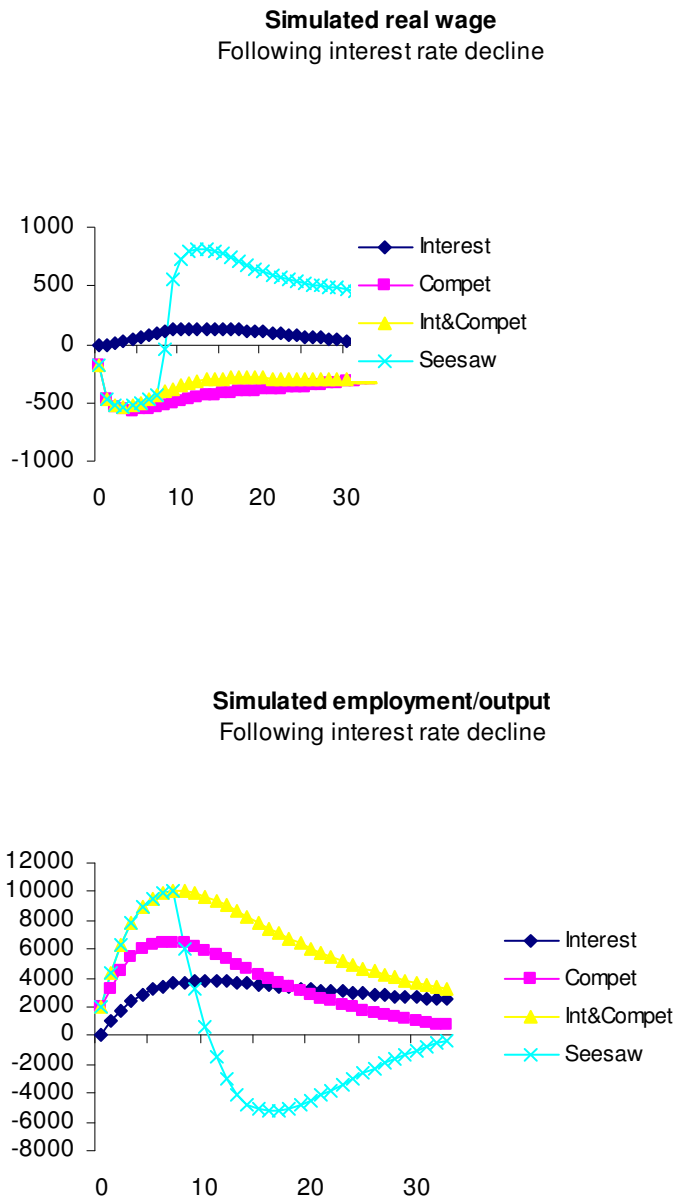 Simulated real wage
Following interest rate decline
1000
500
0
-500
-1000
0 10 20 30
Interest
Compet
Int&Compet
Seesaw
Simulated employment/output
Following interest rate decline
12000
10000
8000
6000
4000
2000
0
-2000
-4000
-6000
-8000
0 10 20 30
Interest
Compet
Int&Compet
Seesaw